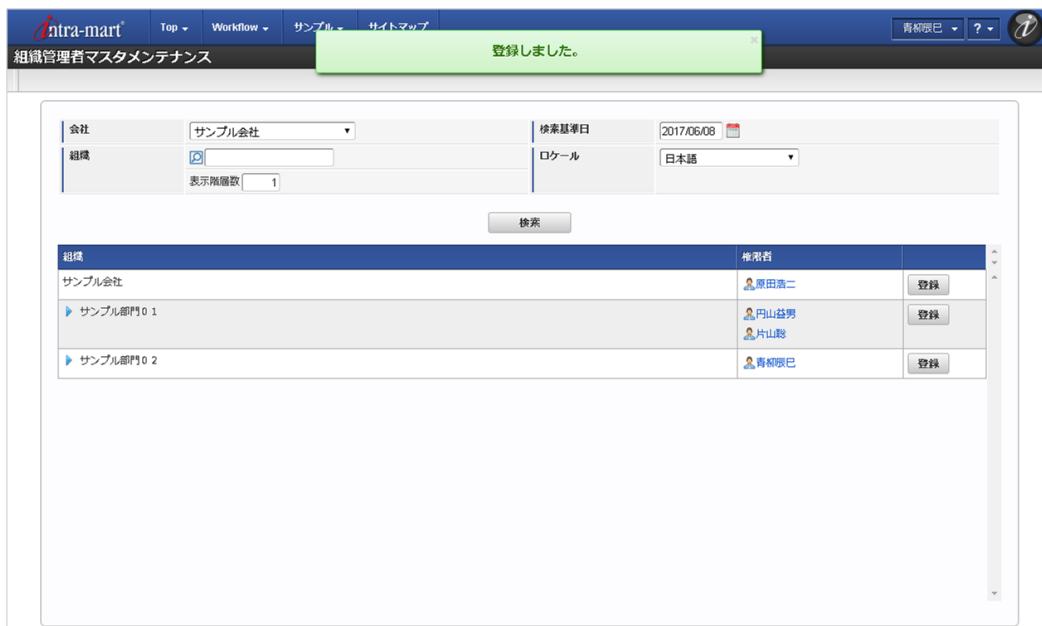 intra-mart Top Workflow サンプル サイトマップ 青柳辰巳 ?
登録しました。
組織管理者マスタメンテナンス
会社 サンプル会社 検索基準日 2017/06/08
組織 ロケール 日本語
表示階層数 1
検索
組織 権限者
サンプル会社 原田浩二 登録
サンプル部門０１ 円山益男 登録
片山聡
サンプル部門０２ 青柳辰巳 登録